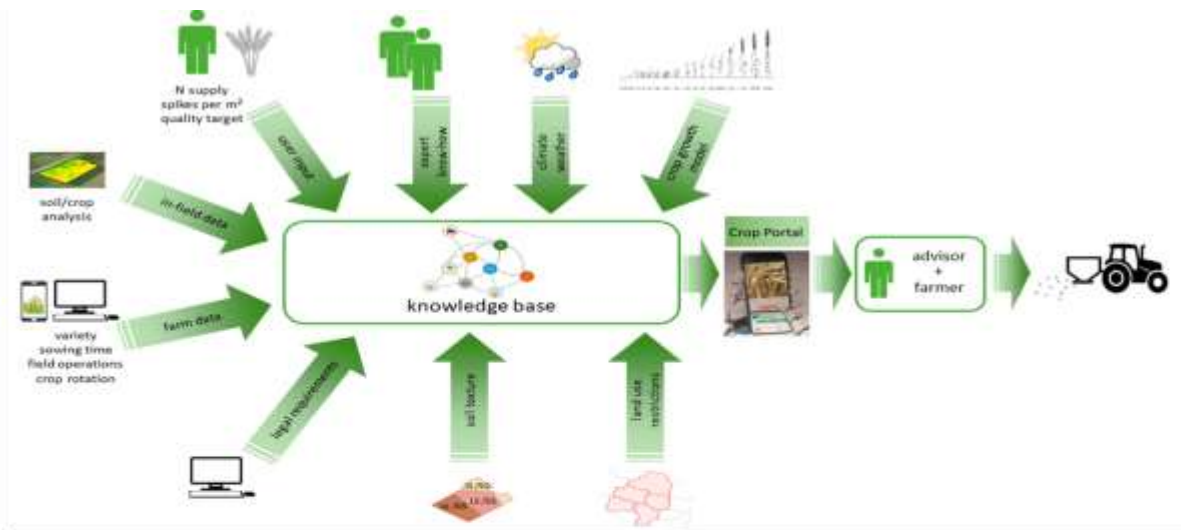 N supply
spikes per m²
quality target
user input
expert
know-how
climate
weather
crop growth
model
soil/crop
analysis
in-field data
knowledge base
Crop Portal
advisor
+
farmer
farm data
variety
sowing time
field operations
crop rotation
legal requirements
soil texture
land use
restrictions